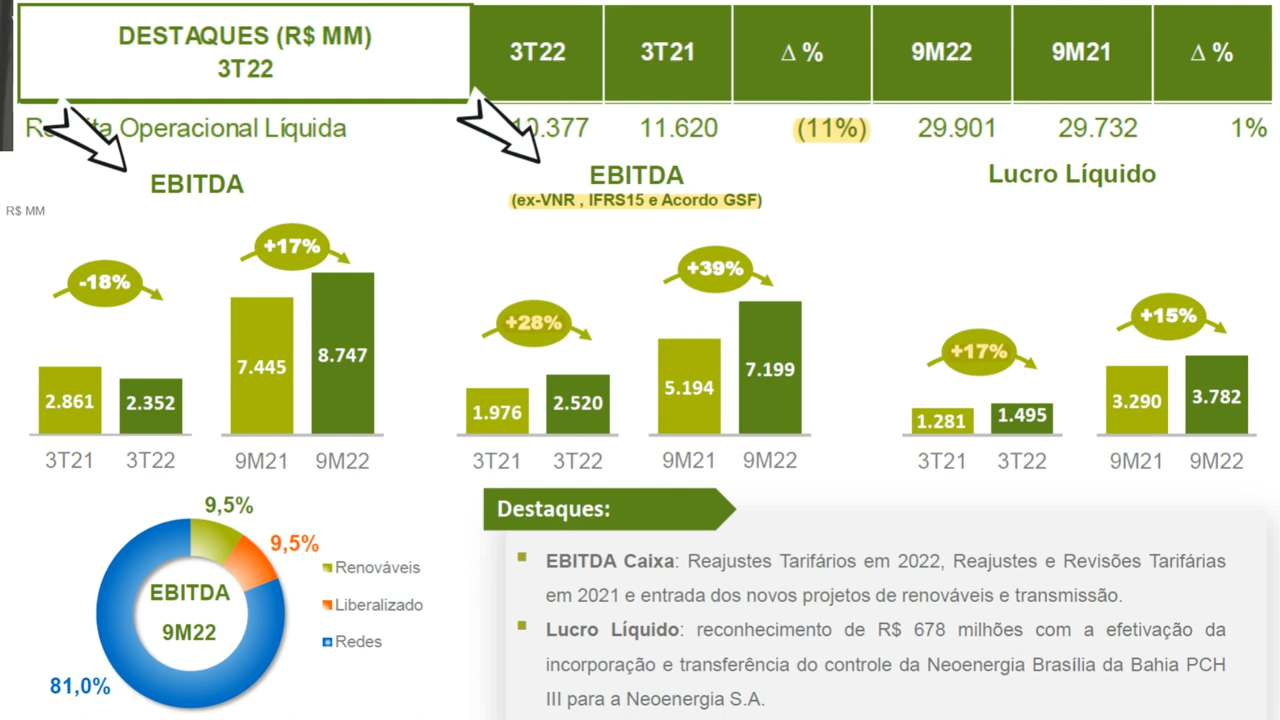 DESTAQUES (R$ MM)
3T22
3T22 3T21 Δ % 9M22 9M21 Δ %
Operacional Líquida 11.620 (11%) 29.901 29.732 1%
EBITDA
R$ MM
-18%
+17%
2.861 2.352 7.445 8.747
3T21 3T22 9M21 9M22
EBITDA
(ex-VNR , IFRS15 e Acordo GSF)
+28%
+39%
1.976 2.520 5.194 7.199
3T21 3T22 9M21 9M22
Lucro Líquido
+17%
+15%
1.281 1.495 3.290 3.782
3T21 3T22 9M21 9M22
9,5%
9,5%
81,0%
EBITDA
9M22
Renováveis
Liberalizado
Redes
Destaques:
EBITDA Caixa: Reajustes Tarifários em 2022, Reajustes e Revisões Tarifárias
em 2021 e entrada dos novos projetos de renováveis e transmissão.
Lucro Líquido: reconhecimento de R$ 678 milhões com a efetivação da
incorporação e transferência do controle da Neoenergia Brasília da Bahia PCH
III para a Neoenergia S.A.